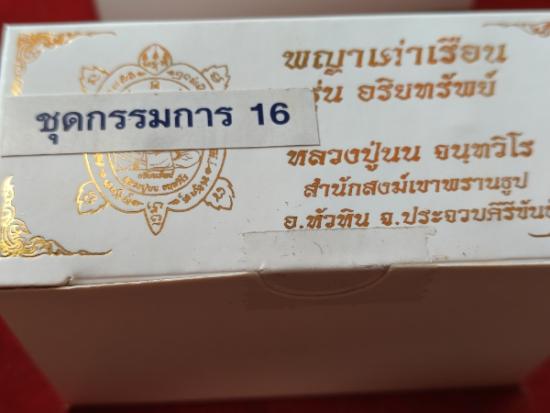 พญาเต่าเรือน
รุ่น อริยทรัพย์
ชุดกรรมการ 16
หลวงปู่นน จนฺทวิโร
สำนักสงฆ์เขาพรานธูป
อ.หัวหิน จ.ประจวบคีรีขันธ์